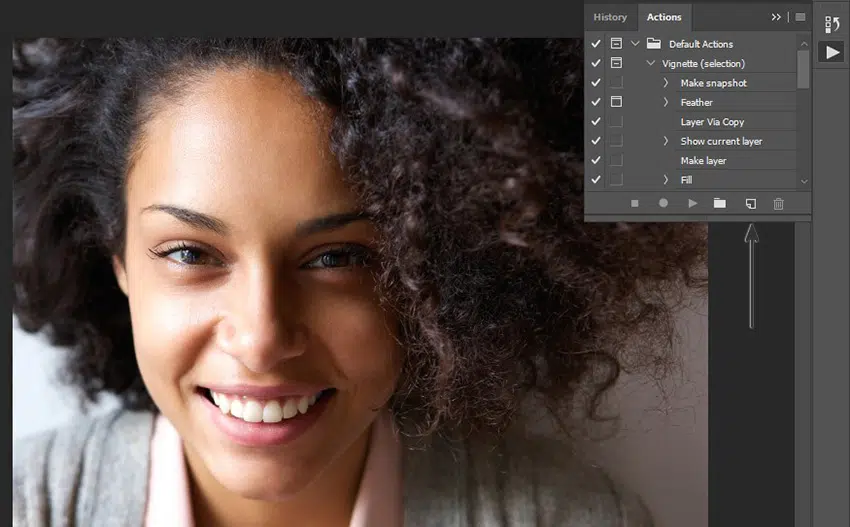 History Actions
Default Actions
Vignette (selection)
Make snapshot
Feather
Layer Via Copy
Show current layer
Make layer
Fill